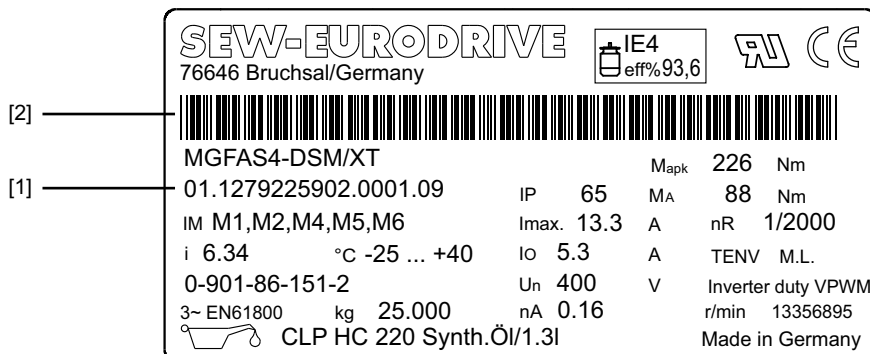 SEW-EURODRIVE
76646 Bruchsal/Germany
IE4
eff% 93,6
RU CE
[2]
MGFAS4-DSM/XT Mapk 226 Nm
[1] 01.1279225902.0001.09 IP 65 MA 88 Nm
IM M1,M2,M4,M5,M6 Imax. 13.3 A nR 1/2000
i 6.34 °C -25 ... +40 IO 5.3 A TENV M.L.
0-901-86-151-2 Un 400 V Inverter duty VPWM
3~ EN61800 kg 25.000 nA 0.16 r/min 13356895
CLP HC 220 Synth.Öl/1.3l Made in Germany